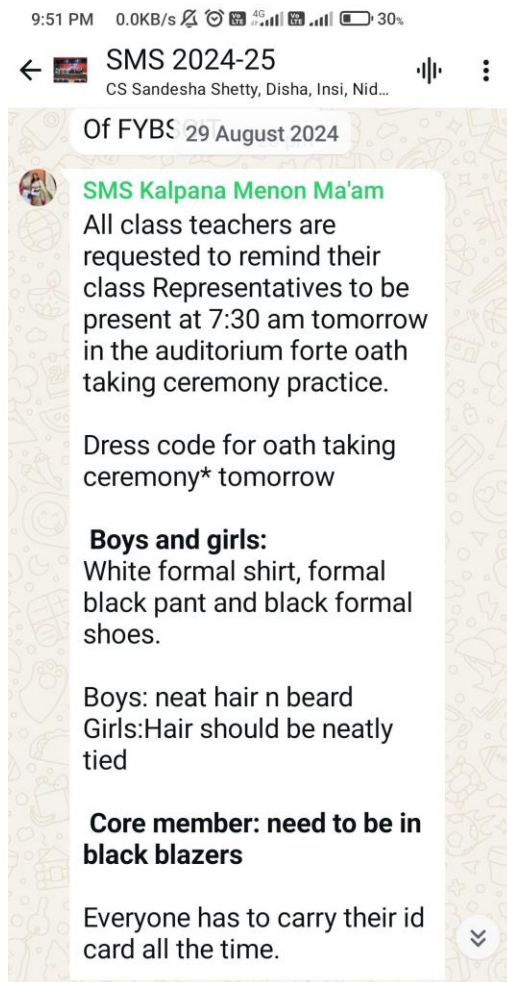 9:51 PM 0.0KB/s Vo LTE 4G Vo LTE 30%
SMS 2024-25
CS Sandesha Shetty, Disha, Insi, Nid...
Of FYBS
29 August 2024
SMS Kalpana Menon Ma'am
All class teachers are
requested to remind their
class Representatives to be
present at 7:30 am tomorrow
in the auditorium forte oath
taking ceremony practice.
Dress code for oath taking
ceremony* tomorrow
Boys and girls:
White formal shirt, formal
black pant and black formal
shoes.
Boys: neat hair n beard
Girls:Hair should be neatly
tied
Core member: need to be in
black blazers
Everyone has to carry their id
card all the time.